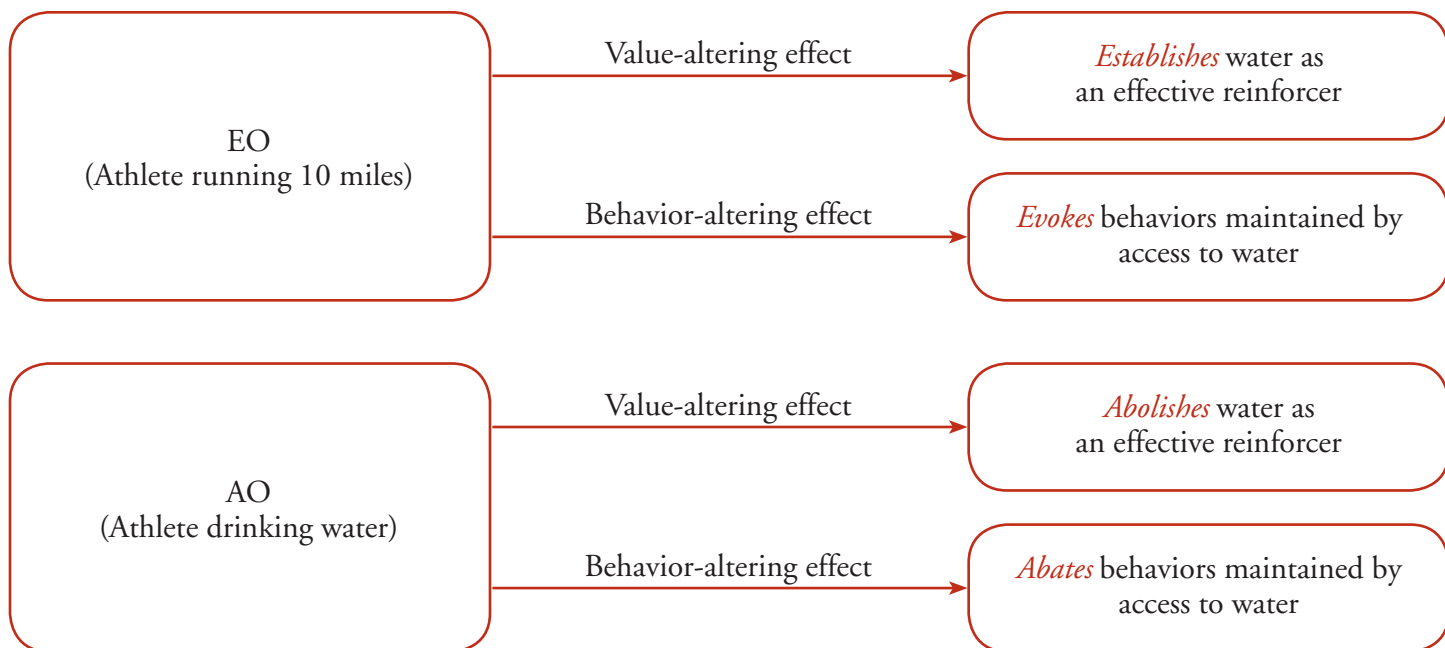 EO
(Athlete running 10 miles)
Value-altering effect
Establishes water as
an effective reinforcer
Behavior-altering effect
Evokes behaviors maintained by
access to water
AO
(Athlete drinking water)
Value-altering effect
Abolishes water as
an effective reinforcer
Behavior-altering effect
Abates behaviors maintained by
access to water